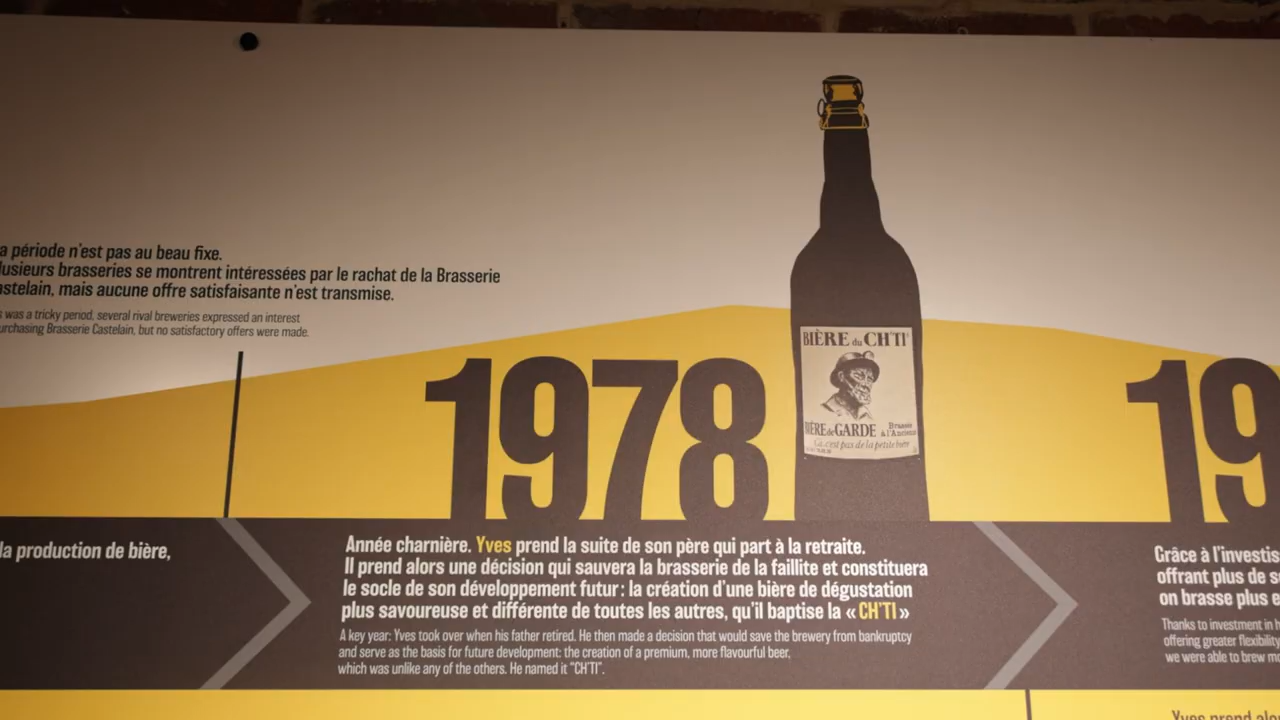 a période n'est pas au beau fixe.
lusieurs brasseries se montrent intéressées par le rachat de la Brasserie
astelain, mais aucune offre satisfaisante n'est transmise.
s was a tricky period, several rival breweries expressed an interest
urchasing Brasserie Castelain, but no satisfactory offers were made.
la production de bière,
1978
BIÈRE du CH'TI
BIÈRE de GARDE
Brassée
à l'Ancienne
Ça, c'est pas de la petite bière
Année charnière. Yves prend la suite de son père qui part à la retraite.
Il prend alors une décision qui sauvera la brasserie de la faillite et constituera
le socle de son développement futur : la création d'une bière de dégustation
plus savoureuse et différente de toutes les autres, qu'il baptise la « CH'TI »
A key year: Yves took over when his father retired. He then made a decision that would save the brewery from bankruptcy
and serve as the basis for future development: the creation of a premium, more flavourful beer,
which was unlike any of the others. He named it "CH'TI".
19
Grâce à l'investis
offrant plus de s
on brasse plus e
Thanks to investment in h
offering greater flexibility
we were able to brew mo
Yves prend alo